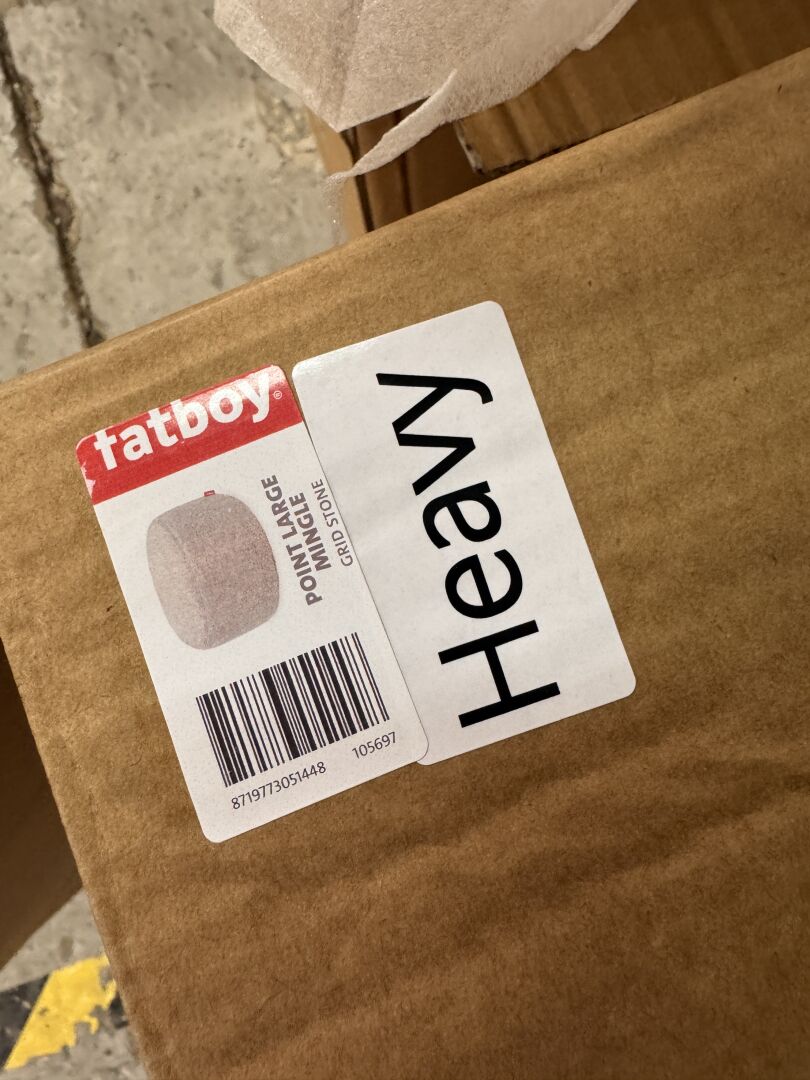 fatboy®
POINT LARGE
MINGLE
GRID STONE
8719773051448 105697
Heavy